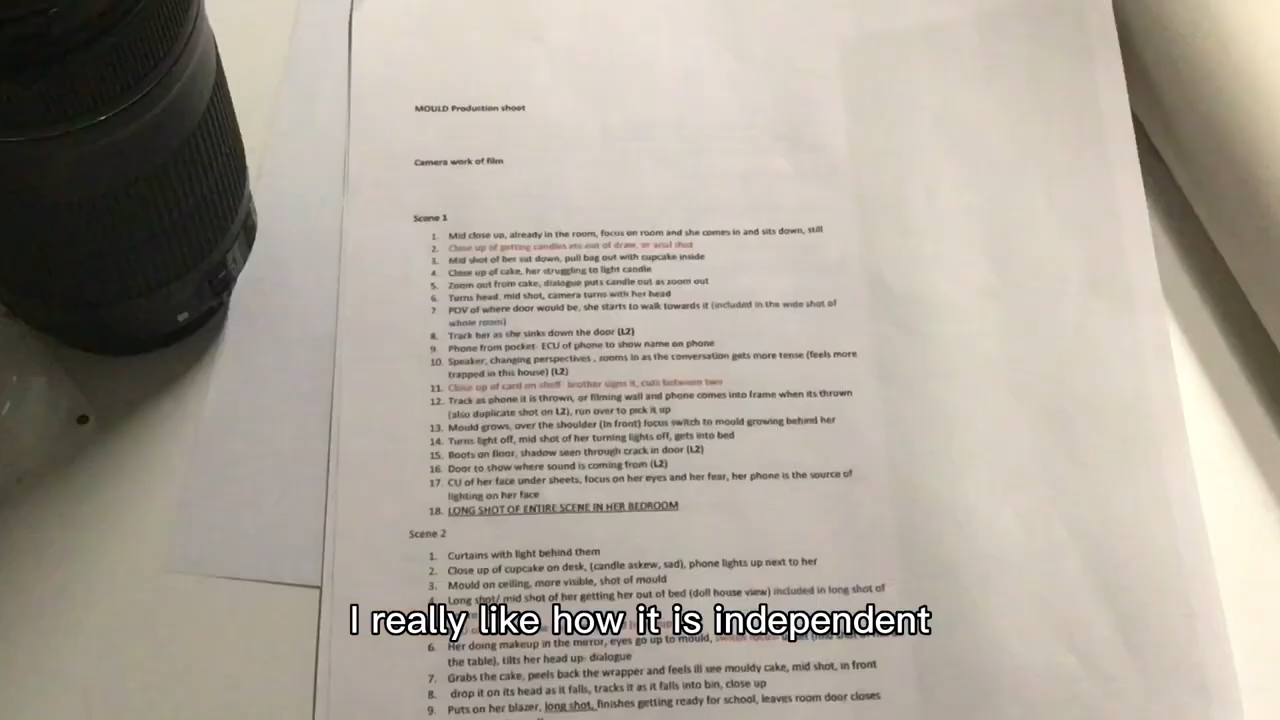 MOULD Production shoot
Camera work of film
Scene 1
1. Mid close up, already in the room, focus on room and she comes in and sits down, still
2. Close up of getting candles etc out of draw, or arial shot
3. Mid shot of her sat down, pull bag out with cupcake inside
4. Close up of cake, her struggling to light candle
5. Zoom out from cake, dialogue puts candle out as zoom out
6. Turns head, mid shot, camera turns with her head
7. POV of where door would be, she starts to walk towards it (included in the wide shot of
whole room)
8. Track her as she sinks down the door (L2)
9. Phone from pocket- ECU of phone to show name on phone
10. Speaker, changing perspectives , zooms in as the conversation gets more tense (feels more
trapped in this house) (L2)
11. Close up of card on shelf- brother signs it, cuts between two
12. Track as phone it is thrown, or filming wall and phone comes into frame when its thrown
(also duplicate shot on L2), run over to pick it up
13. Mould grows, over the shoulder (in front) focus switch to mould growing behind her
14. Turns light off, mid shot of her turning lights off, gets into bed
15. Boots on floor, shadow seen through crack in door (L2)
16. Door to show where sound is coming from (L2)
17. CU of her face under sheets, focus on her eyes and her fear, her phone is the source of
lighting on her face
18. LONG SHOT OF ENTIRE SCENE IN HER BEDROOM
Scene 2
1. Curtains with light behind them
2. Close up of cupcake on desk, (candle askew, sad), phone lights up next to her
3. Mould on ceiling, more visible, shot of mould
4. Long shot/ mid shot of her getting her out of bed (doll house view) included in long shot of
I really like how it is independent
6. Her doing makeup in the mirror, eyes go up to mould,
the table), tilts her head up- dialogue
7. Grabs the cake, peels back the wrapper and feels ill see mouldy cake, mid shot, in front
8. drop it on its head as it falls, tracks it as it falls into bin, close up
9. Puts on her blazer, long shot, finishes getting ready for school, leaves room door closes